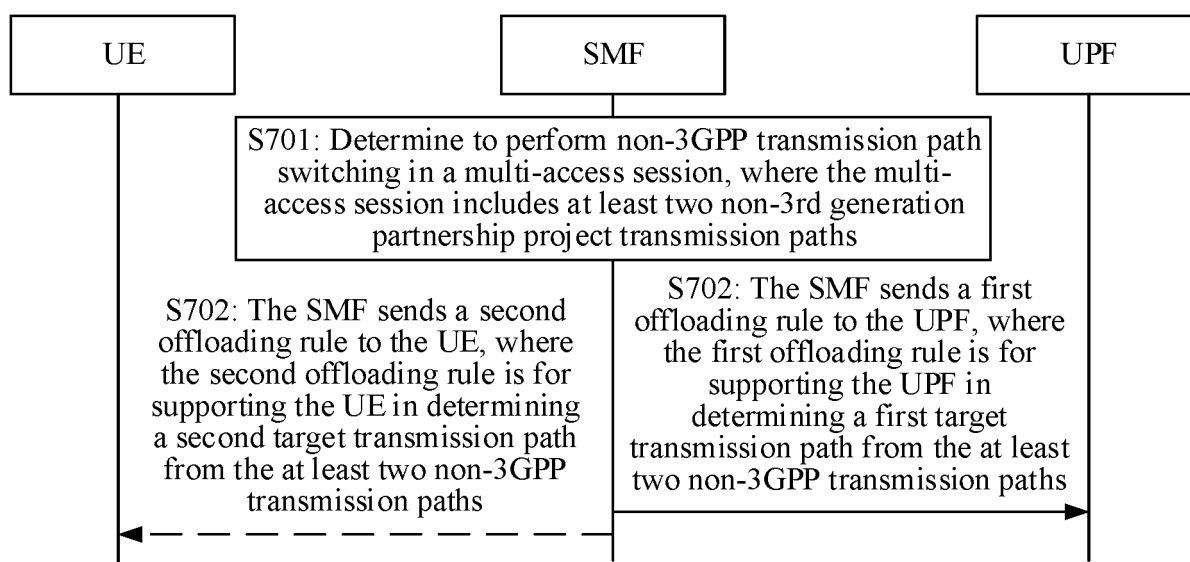 UE
SMF
UPF
S701: Determine to perform non-3GPP transmission path
switching in a multi-access session, where the multi-
access session includes at least two non-3rd generation
partnership project transmission paths
S702: The SMF sends a second
offloading rule to the UE, where
the second offloading rule is for
supporting the UE in determining
a second target transmission path
from the at least two non-3GPP
transmission paths
S702: The SMF sends a first
offloading rule to the UPF, where
the first offloading rule is for
supporting the UPF in
determining a first target
transmission path from the at least
two non-3GPP transmission paths